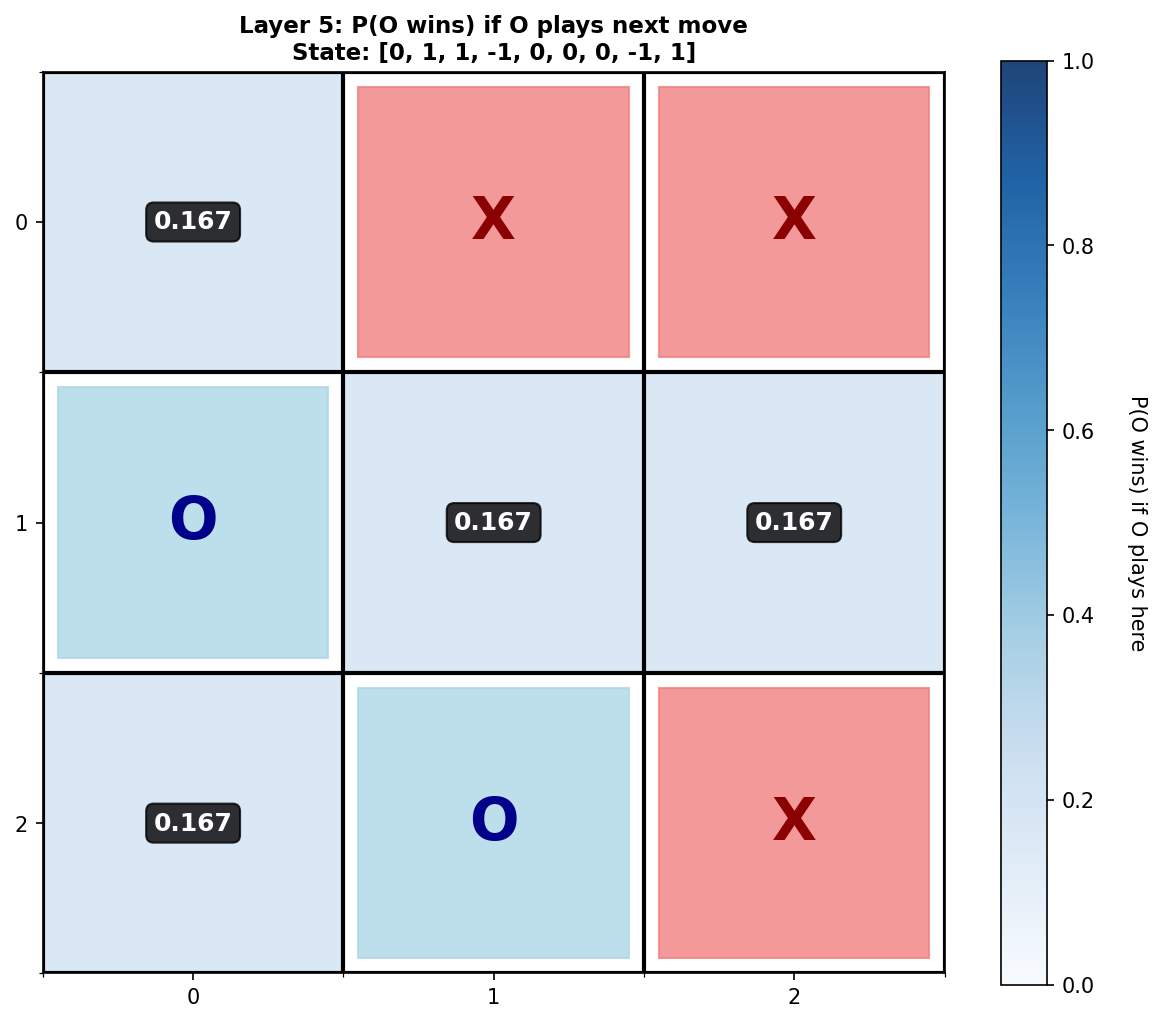 Layer 5: P(O wins) if O plays next move
State: [0, 1, 1, -1, 0, 0, 0, -1, 1]
0
0.167
X
X
1
O
0.167
0.167
2
0.167
O
X
0
1
2
1.0
0.8
0.6
0.4
0.2
0.0
P(O wins) if O plays here